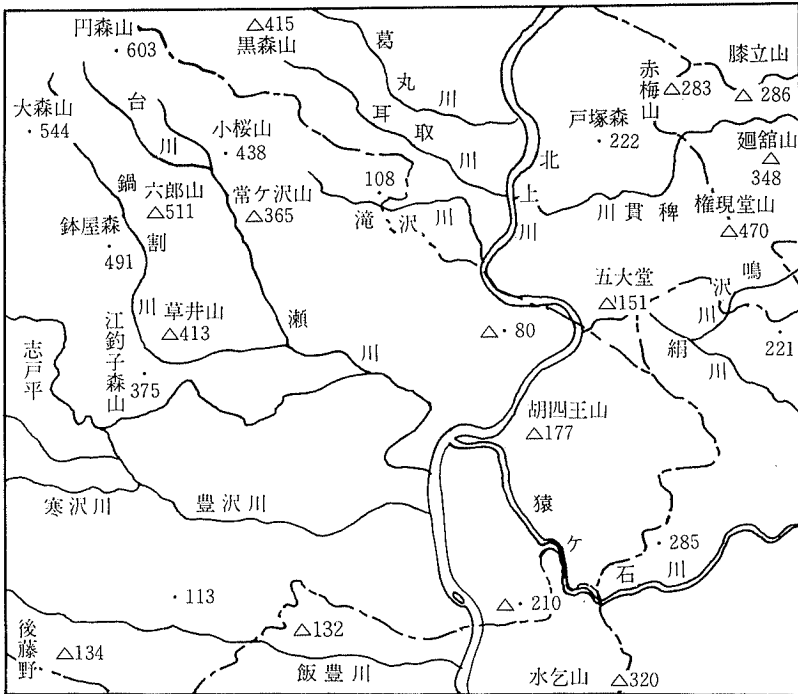 円森山
・603
△415
黒森山
葛丸川
膝立山
△286
赤梅山
△283
大森山
・544
台川
耳取川
小桜山
・438
戸塚森
・222
廻館山
△
348
北上川
108
・
鍋割川
六郎山
△511
常ケ沢山
△365
滝沢川
川貫稗
権現堂山
△470
鉢屋森
・
491
五大堂
△151
鳴沢川
草井山
△413
瀬川
△・80
絹川
・
221
志戸平
江釣子森山
・
375
胡四王山
△177
寒沢川
豊沢川
猿ケ石川
・285
・113
△・210
後藤野
△134
△132
飯豊川
水乞山
△320